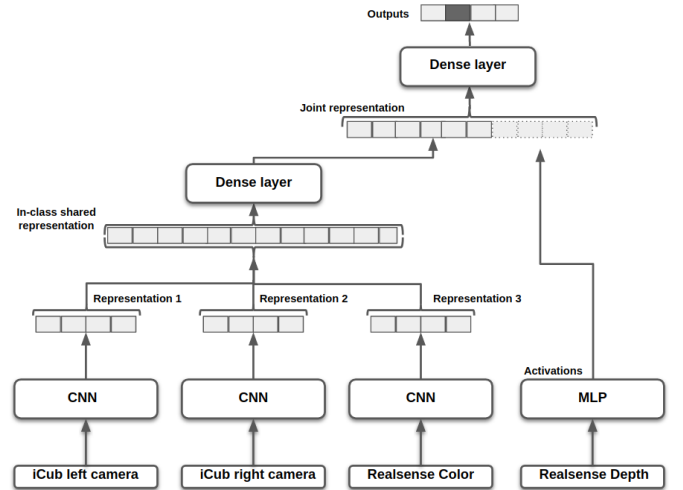 Outputs
Dense layer
Joint representation
Dense layer
In-class shared
representation
Representation 1
Representation 2
Representation 3
Activations
CNN
CNN
CNN
MLP
iCub left camera
iCub right camera
Realsense Color
Realsense Depth